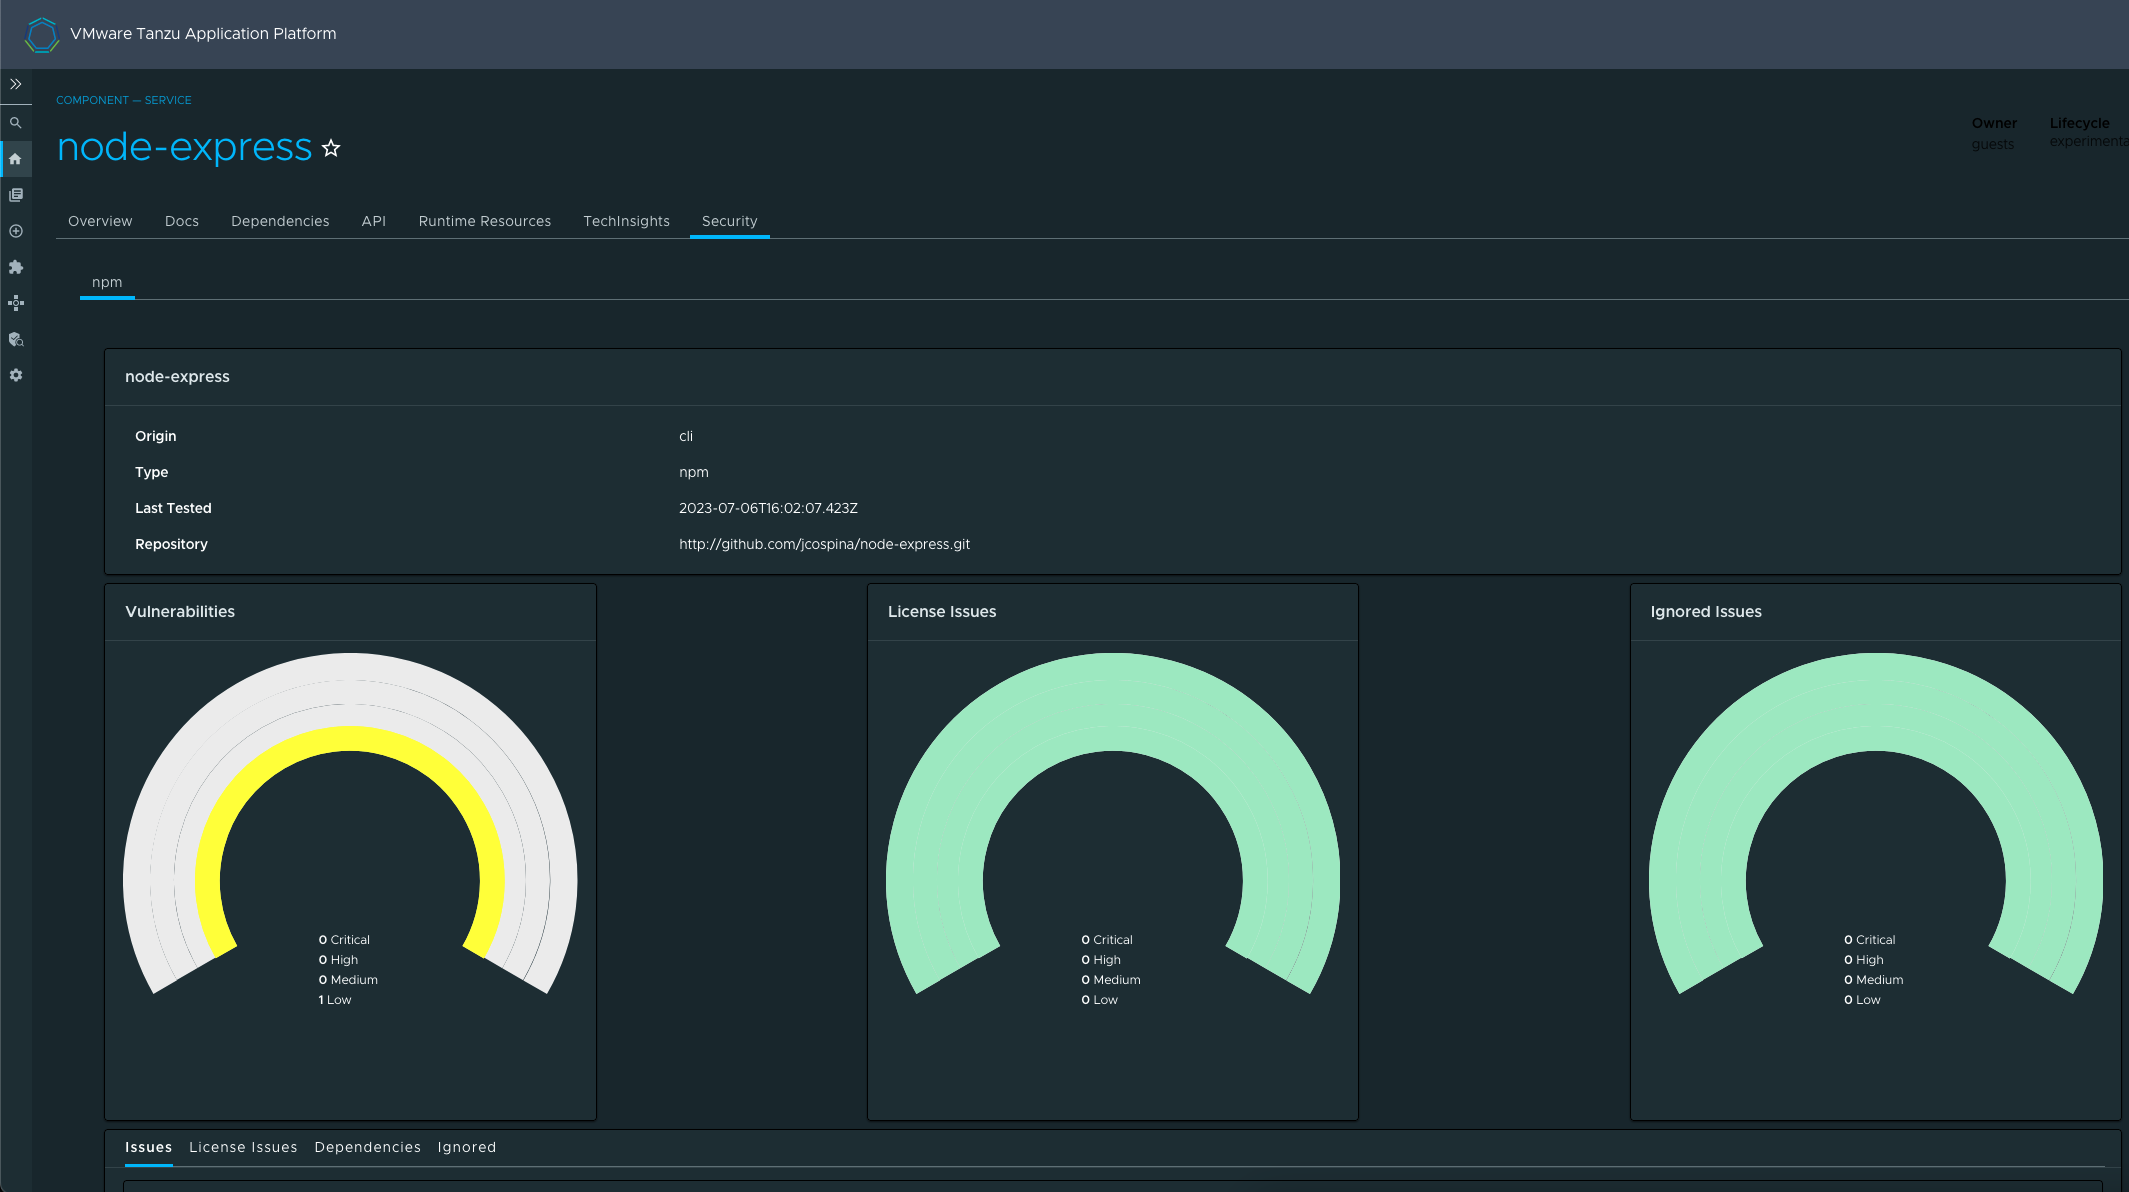 VMware Tanzu Application Platform
COMPONENT — SERVICE
node-express
Owner
guests
Lifecycle
experimenta
Overview Docs Dependencies API Runtime Resources TechInsights Security
npm
node-express
Origin cli
Type npm
Last Tested 2023-07-06T16:02:07.423Z
Repository http://github.com/jcospina/node-express.git
Vulnerabilities
0 Critical
0 High
0 Medium
1 Low
License Issues
0 Critical
0 High
0 Medium
0 Low
Ignored Issues
0 Critical
0 High
0 Medium
0 Low
Issues License Issues Dependencies Ignored